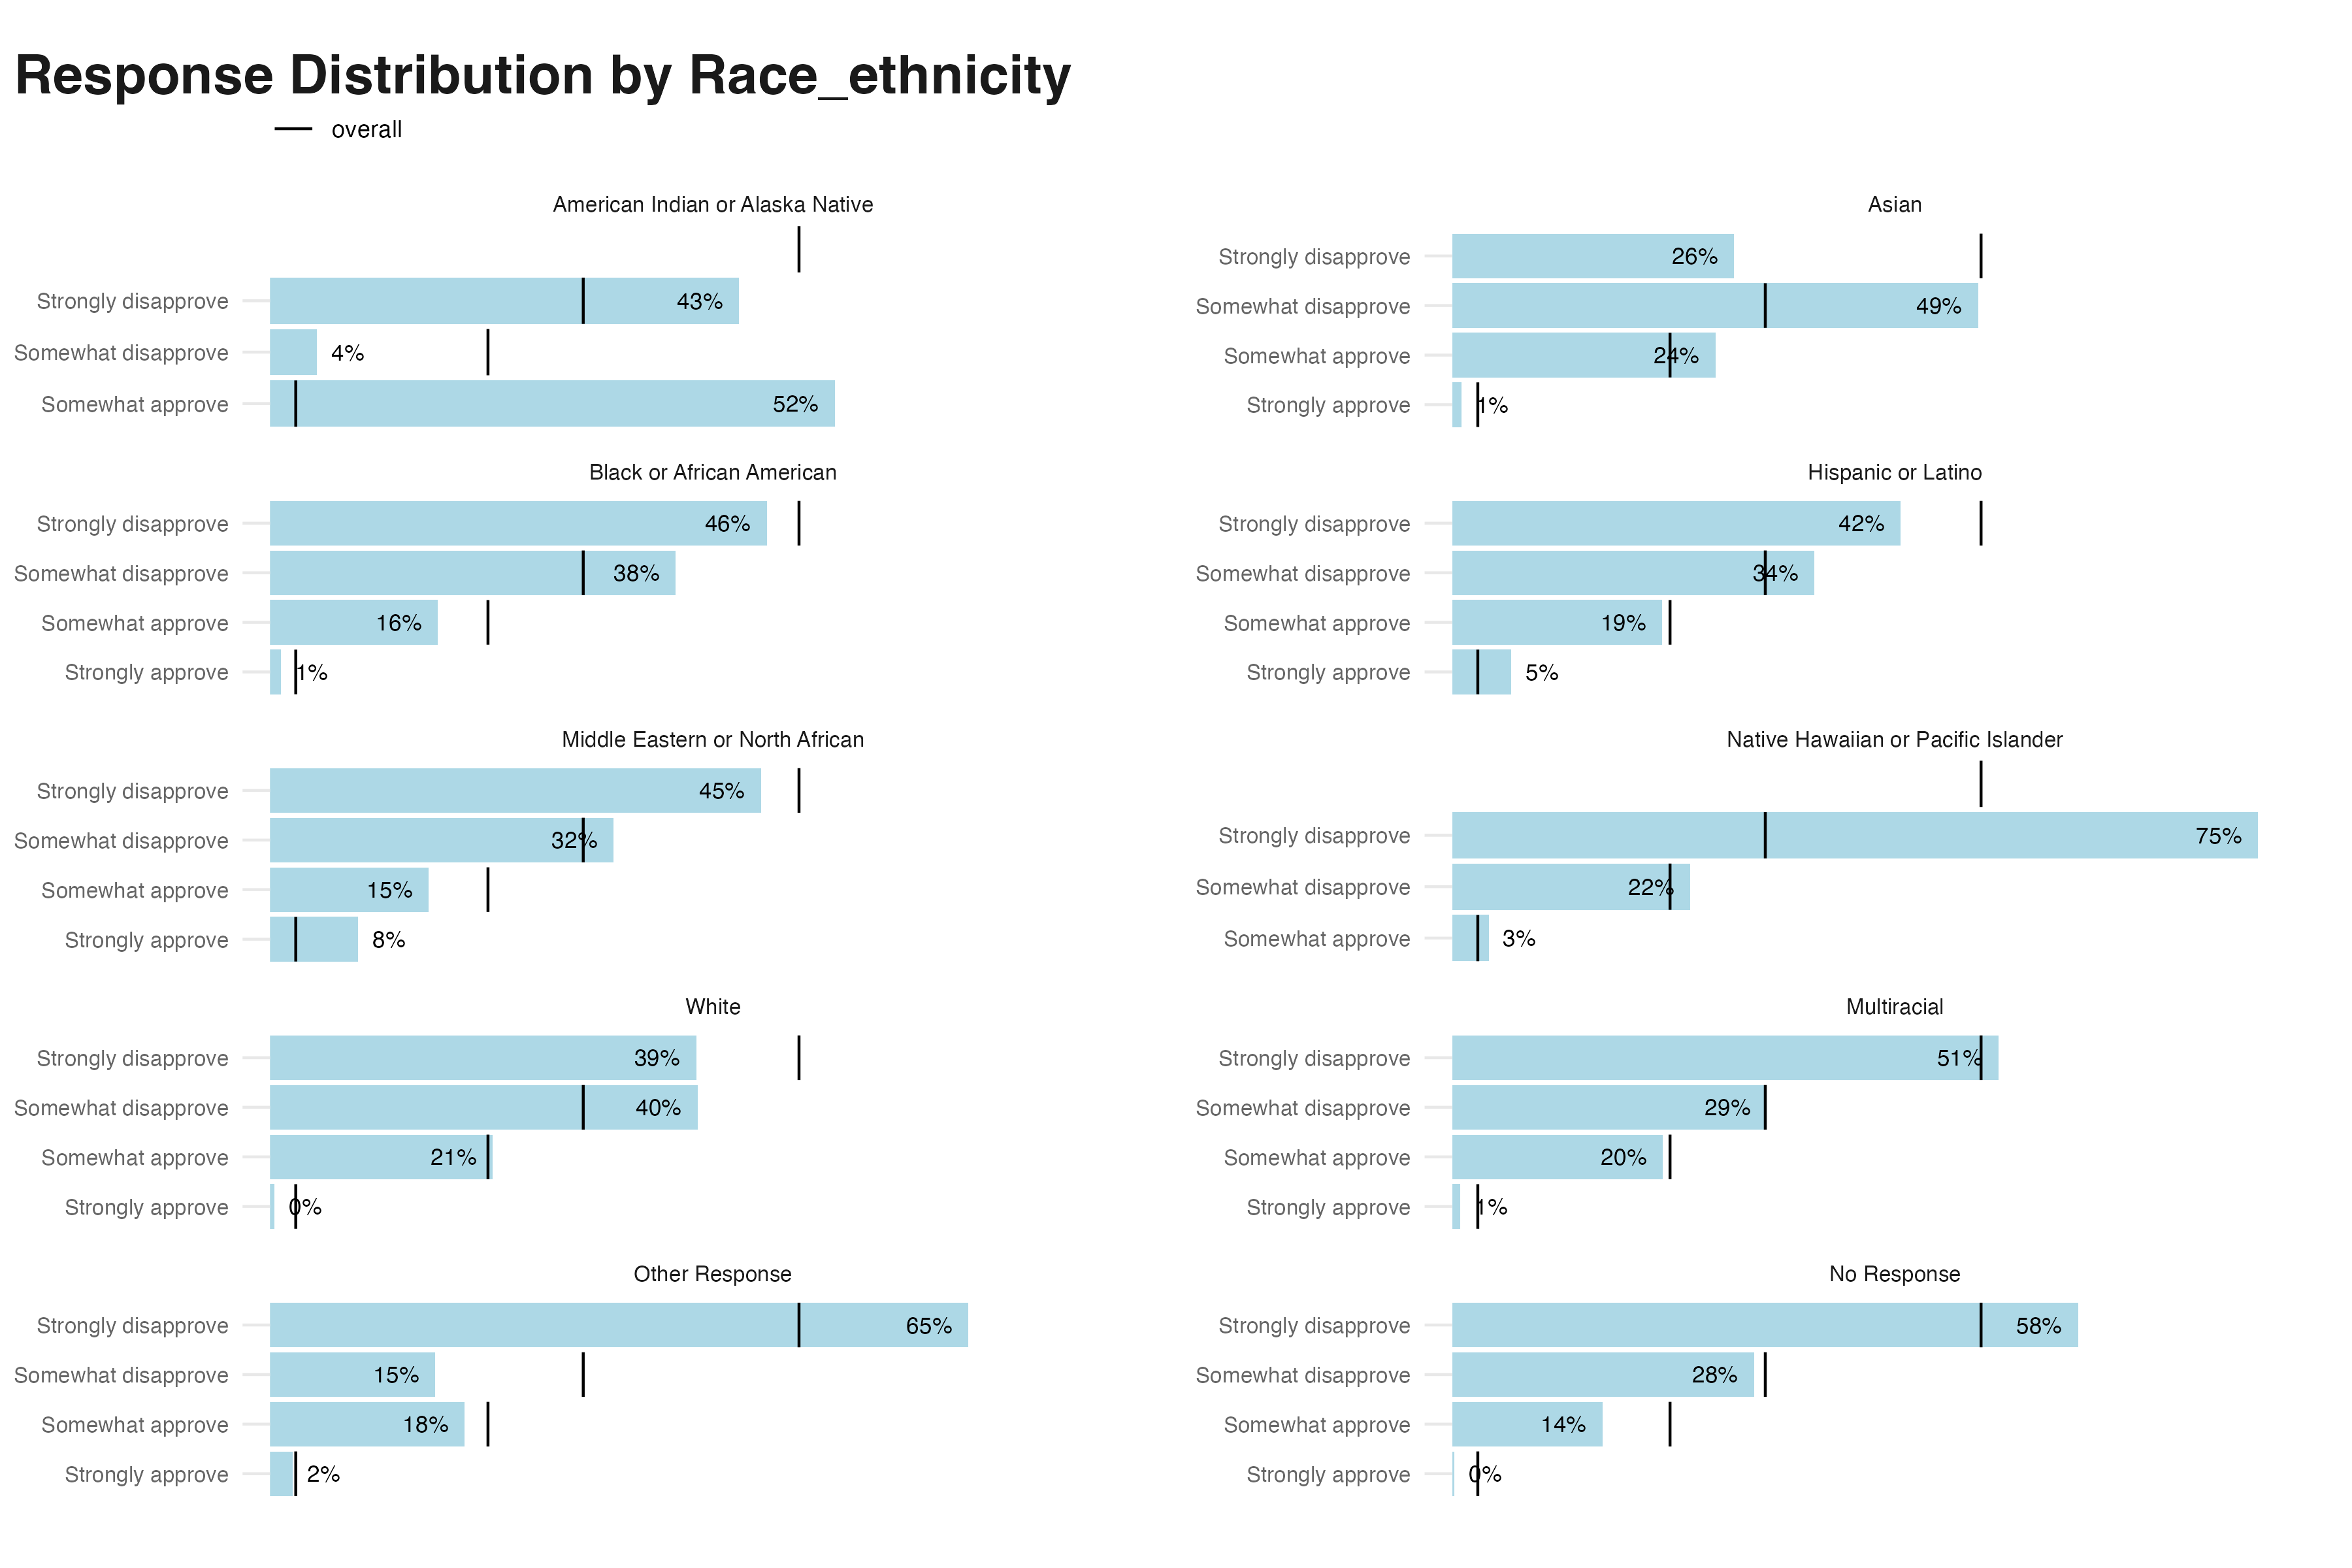 Response Distribution by Race_ethnicity
overall
American Indian or Alaska Native
Strongly disapprove 43%
Somewhat disapprove 4%
Somewhat approve 52%
Asian
Strongly disapprove 26%
Somewhat disapprove 49%
Somewhat approve 24%
Strongly approve 1%
Black or African American
Strongly disapprove 46%
Somewhat disapprove 38%
Somewhat approve 16%
Strongly approve 1%
Hispanic or Latino
Strongly disapprove 42%
Somewhat disapprove 34%
Somewhat approve 19%
Strongly approve 5%
Middle Eastern or North African
Strongly disapprove 45%
Somewhat disapprove 32%
Somewhat approve 15%
Strongly approve 8%
Native Hawaiian or Pacific Islander
Strongly disapprove 75%
Somewhat disapprove 22%
Somewhat approve 3%
White
Strongly disapprove 39%
Somewhat disapprove 40%
Somewhat approve 21%
Strongly approve 0%
Multiracial
Strongly disapprove 51%
Somewhat disapprove 29%
Somewhat approve 20%
Strongly approve 1%
Other Response
Strongly disapprove 65%
Somewhat disapprove 15%
Somewhat approve 18%
Strongly approve 2%
No Response
Strongly disapprove 58%
Somewhat disapprove 28%
Somewhat approve 14%
Strongly approve 0%